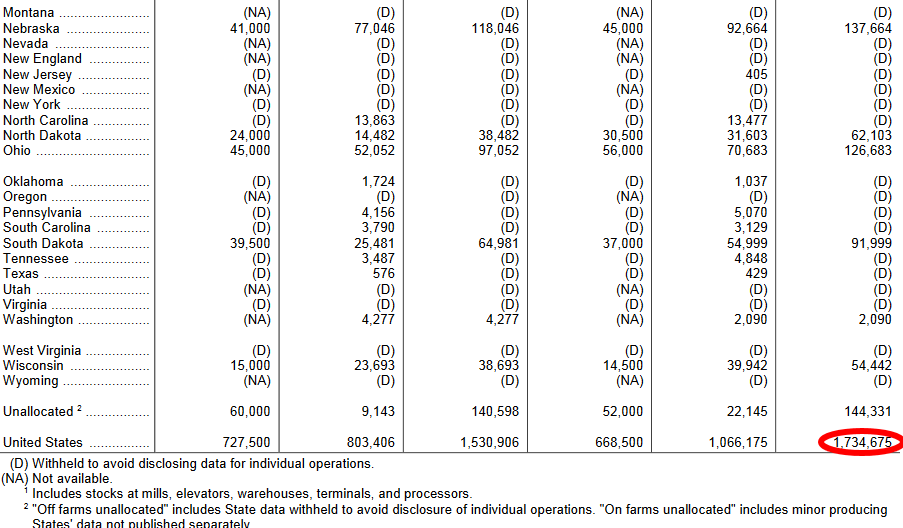 Montana ........................ (NA) (D) (D) (NA) (D) (D)
Nebraska ...................... 41,000 77,046 118,046 45,000 92,664 137,664
Nevada ......................... (NA) (D) (D) (NA) (D) (D)
New England ................. (NA) (D) (D) (NA) (D) (D)
New Jersey ................... (D) (D) (D) (D) 405 (D)
New Mexico .................. (NA) (D) (D) (NA) (D) (D)
New York ...................... (D) (D) (D) (D) (D) (D)
North Carolina ............... (D) 13,863 (D) (D) 13,477 (D)
North Dakota ................. 24,000 14,482 38,482 30,500 31,603 62,103
Ohio .............................. 45,000 52,052 97,052 56,000 70,683 126,683
Oklahoma ..................... (D) 1,724 (D) (D) 1,037 (D)
Oregon .......................... (NA) (D) (D) (NA) (D) (D)
Pennsylvania ................ (D) 4,156 (D) (D) 5,070 (D)
South Carolina .............. (D) 3,790 (D) (D) 3,129 (D)
South Dakota ................ 39,500 25,481 64,981 37,000 54,999 91,999
Tennessee .................... (D) 3,487 (D) (D) 4,848 (D)
Texas ............................ (D) 576 (D) (D) 429 (D)
Utah .............................. (NA) (D) (D) (NA) (D) (D)
Virginia .......................... (D) (D) (D) (D) (D) (D)
Washington ................... (NA) 4,277 4,277 (NA) 2,090 2,090
West Virginia ................. (D) (D) (D) (D) (D) (D)
Wisconsin ..................... 15,000 23,693 38,693 14,500 39,942 54,442
Wyoming ....................... (NA) (D) (D) (NA) (D) (D)
Unallocated 2 ................. 60,000 9,143 140,598 52,000 22,145 144,331
United States ................ 727,500 803,406 1,530,906 668,500 1,066,175 1,734,675
(D) Withheld to avoid disclosing data for individual operations.
(NA) Not available.
1 Includes stocks at mills, elevators, warehouses, terminals, and processors.
2 "Off farms unallocated" includes State data withheld to avoid disclosure of individual operations. "On farms unallocated" includes minor producing
States' data not published separately.